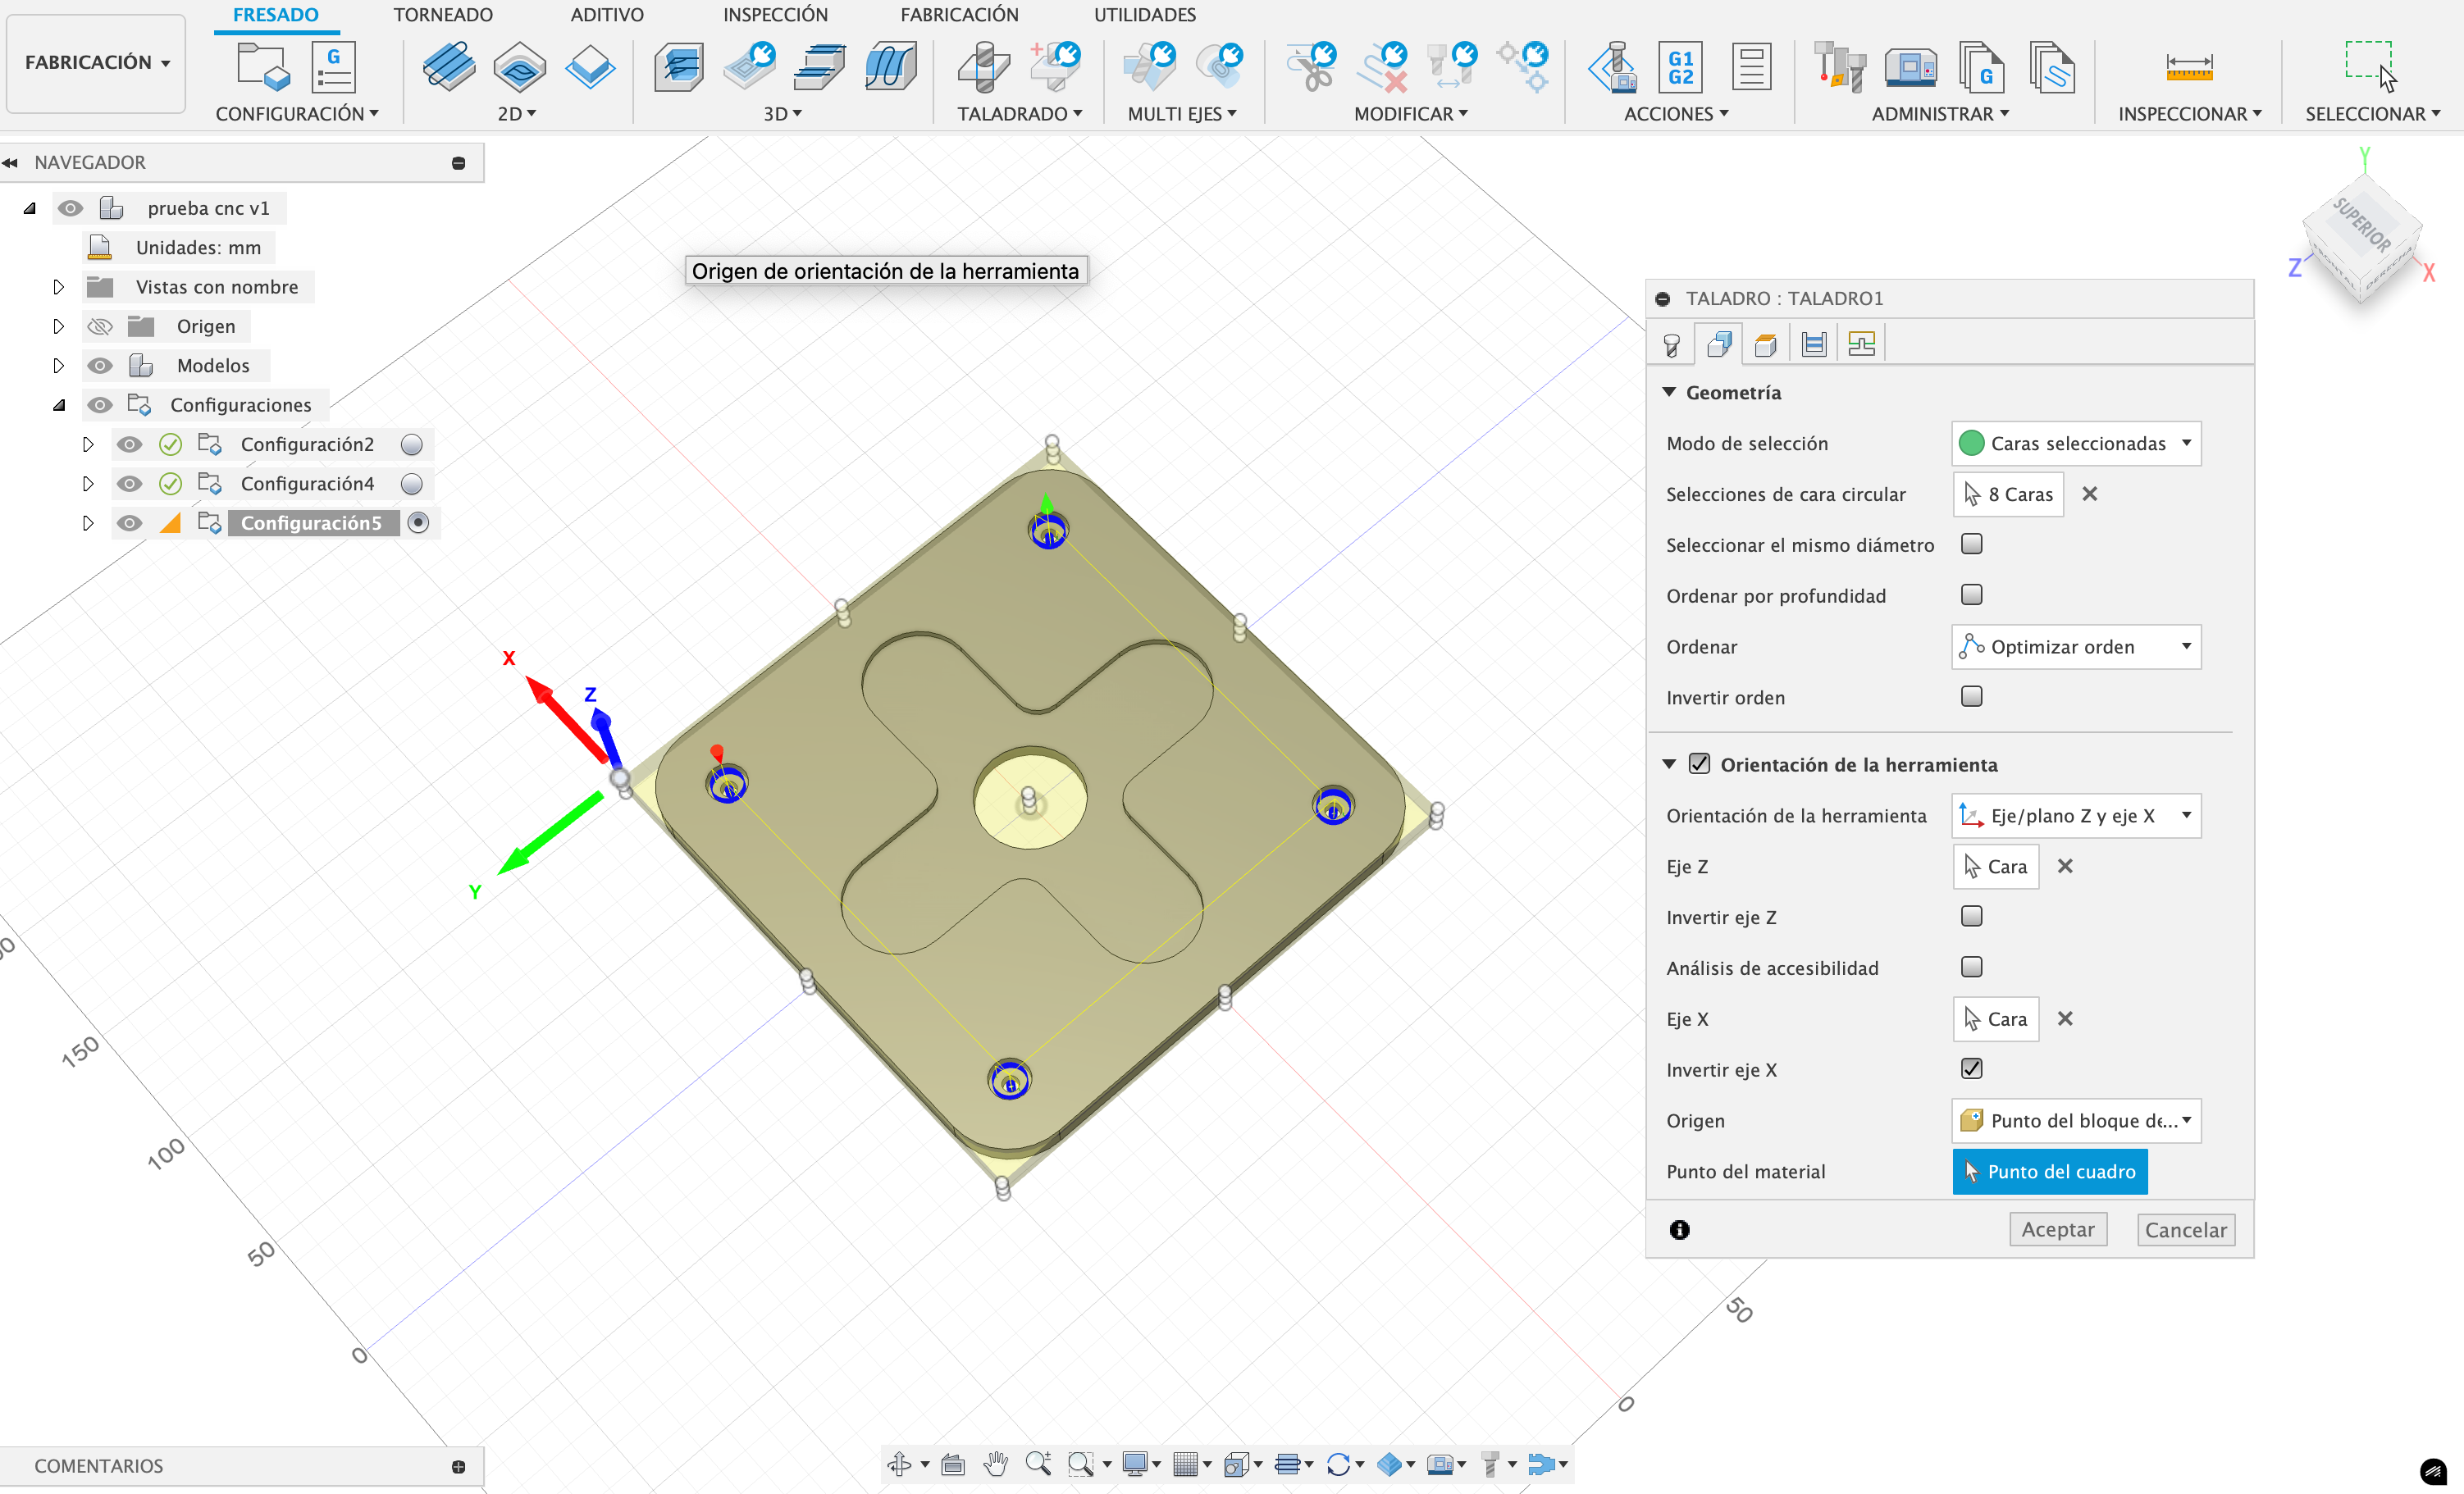 FRESADO TORNEADO ADITIVO INSPECCIÓN FABRICACIÓN UTILIDADES
FABRICACIÓN
G
G1
G2
G
CONFIGURACIÓN 2D 3D TALADRADO MULTI EJES MODIFICAR ACCIONES ADMINISTRAR INSPECCIONAR SELECCIONAR
NAVEGADOR
prueba cnc v1
Unidades: mm
Vistas con nombre
Origen
Modelos
Configuraciones
Configuración2
Configuración4
Configuración5
Origen de orientación de la herramienta
Y
SUPERIOR
Z
X
X
Z
Y
150
100
50
0
50
0
TALADRO : TALADRO1
Geometría
Modo de selección Caras seleccionadas
Selecciones de cara circular 8 Caras
Seleccionar el mismo diámetro
Ordenar por profundidad
Ordenar Optimizar orden
Invertir orden
Orientación de la herramienta
Orientación de la herramienta Eje/plano Z y eje X
Eje Z Cara
Invertir eje Z
Análisis de accesibilidad
Eje X Cara
Invertir eje X
Origen Punto del bloque de...
Punto del material Punto del cuadro
Aceptar Cancelar
COMENTARIOS